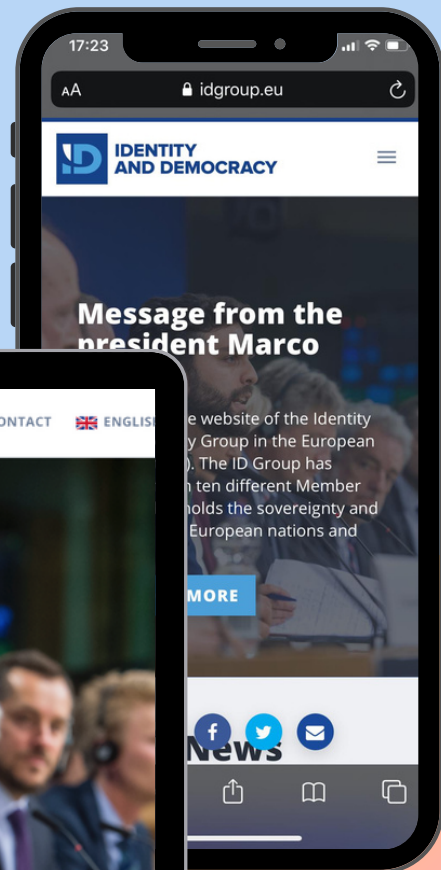 17:23
AA
idgroup.eu
ID IDENTITY
AND DEMOCRACY
Message from the
president Marco
ONTACT ENGLIS
e website of the Identity
y Group in the European
). The ID Group has
ten different Member
holds the sovereignty and
European nations and
MORE
f
News